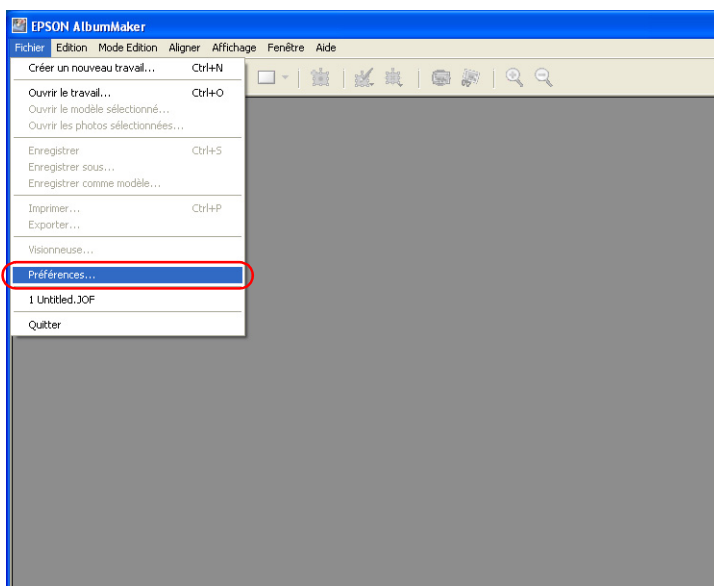 EPSON AlbumMaker
Fichier Edition Mode Edition Aligner Affichage Fenêtre Aide
Créer un nouveau travail... Ctrl+N
Ouvrir le travail... Ctrl+O
Ouvrir le modèle sélectionné...
Ouvrir les photos sélectionnées...
Enregistrer Ctrl+S
Enregistrer sous...
Enregistrer comme modèle...
Imprimer... Ctrl+P
Exporter...
Visionneuse...
Préférences...
1 Untitled.JOF
Quitter